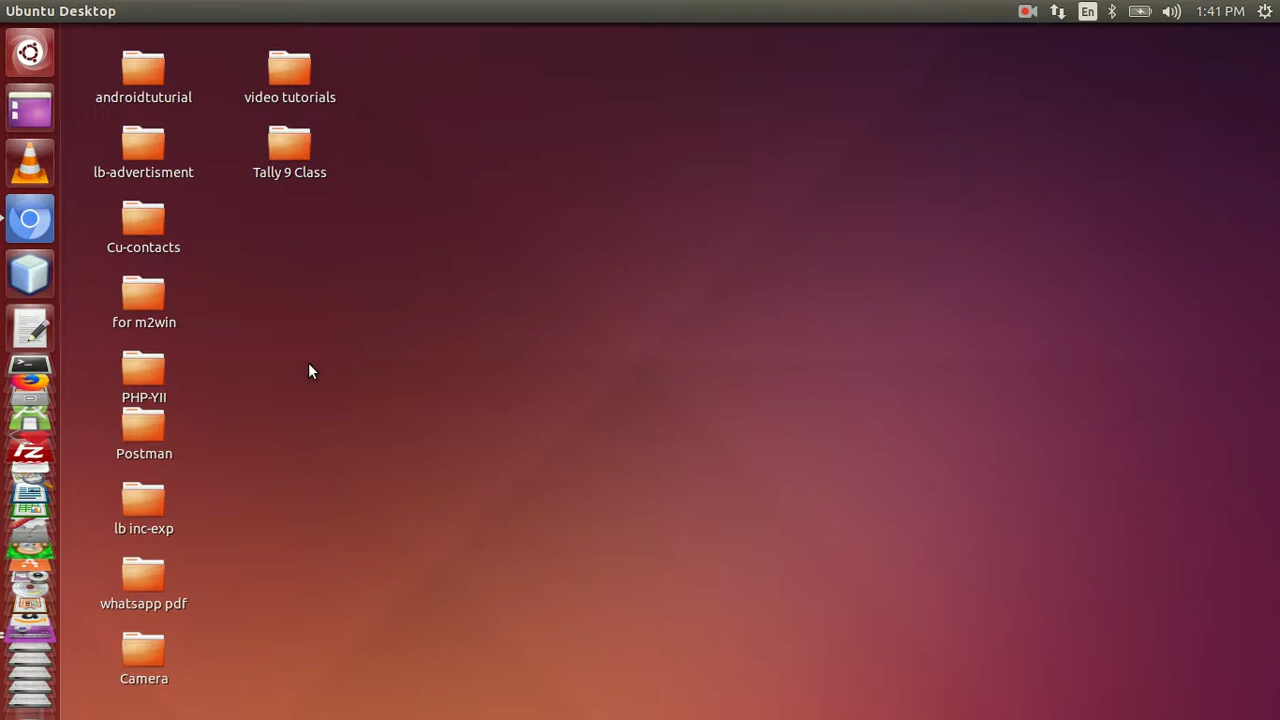 Ubuntu Desktop
En
1:41 PM
androidtuturial
video tutorials
lb-advertisment
Tally 9 Class
Cu-contacts
for m2win
PHP-YII
Postman
lb inc-exp
whatsapp pdf
Camera